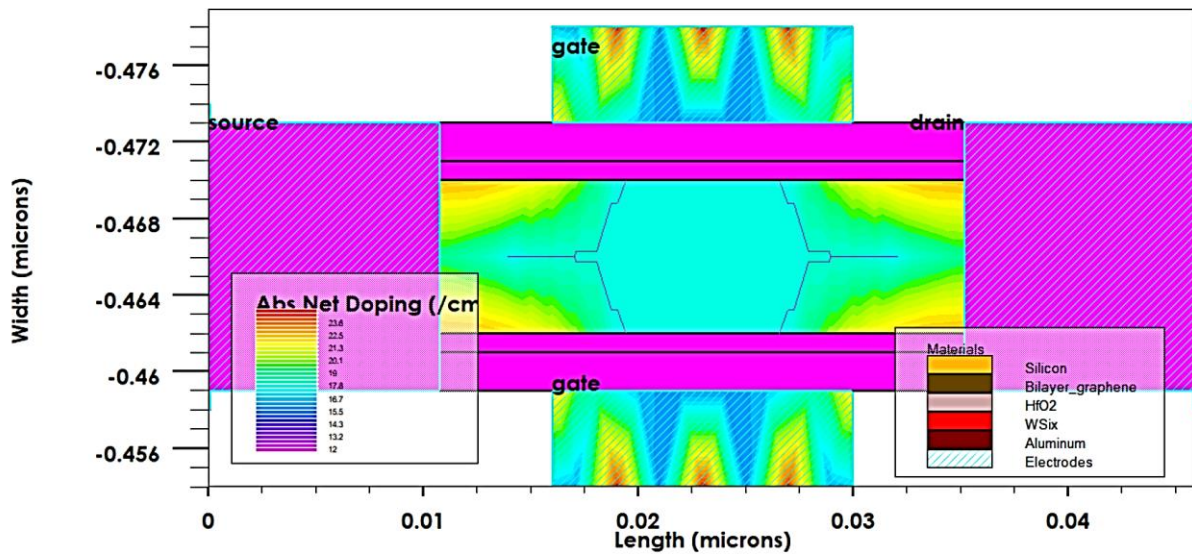 gate
-0.476
source
drain
-0.472
-0.468
Width (microns)
-0.464
Abs Net Doping (/cm
23.6
22.5
21.3
20.1
19
17.8
16.7
15.5
14.3
13.2
12
Materials
Silicon
Bilayer_graphene
HfO2
WSix
Aluminum
Electrodes
-0.46
gate
-0.456
0
0.01
0.02
0.03
0.04
Length (microns)